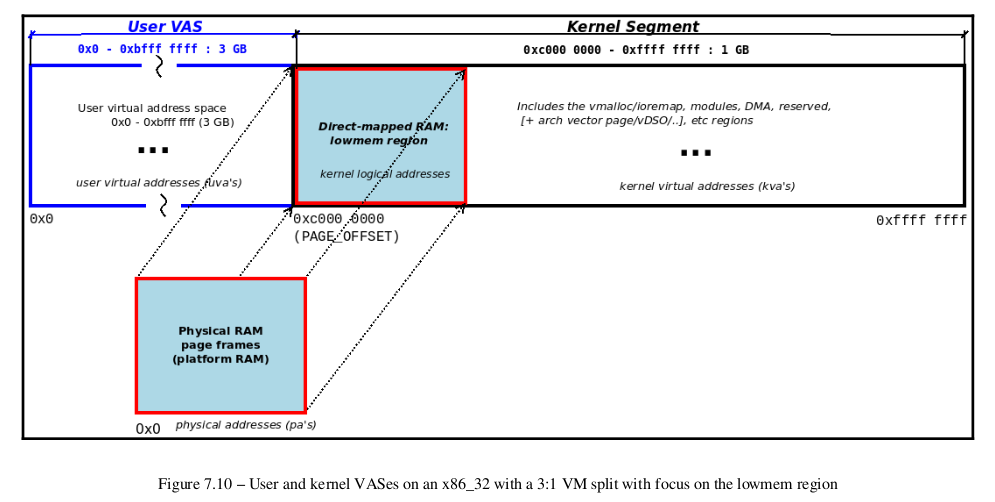 User VAS
Kernel Segment
0x0 - 0xbfff ffff : 3 GB
0xc000 0000 - 0xffff ffff : 1 GB
User virtual address space
0x0 - 0xbfff ffff (3 GB)
...
user virtual addresses (uva's)
Direct-mapped RAM:
lowmem region
kernel logical addresses
Includes the vmalloc/ioremap, modules, DMA, reserved,
[+ arch vector page/vDSO/..], etc regions
...
kernel virtual addresses (kva's)
0x0
0xc000 0000
(PAGE_OFFSET)
0xffff ffff
Physical RAM
page frames
(platform RAM)
0x0
physical addresses (pa's)
Figure 7.10 – User and kernel VASes on an x86_32 with a 3:1 VM split with focus on the lowmem region